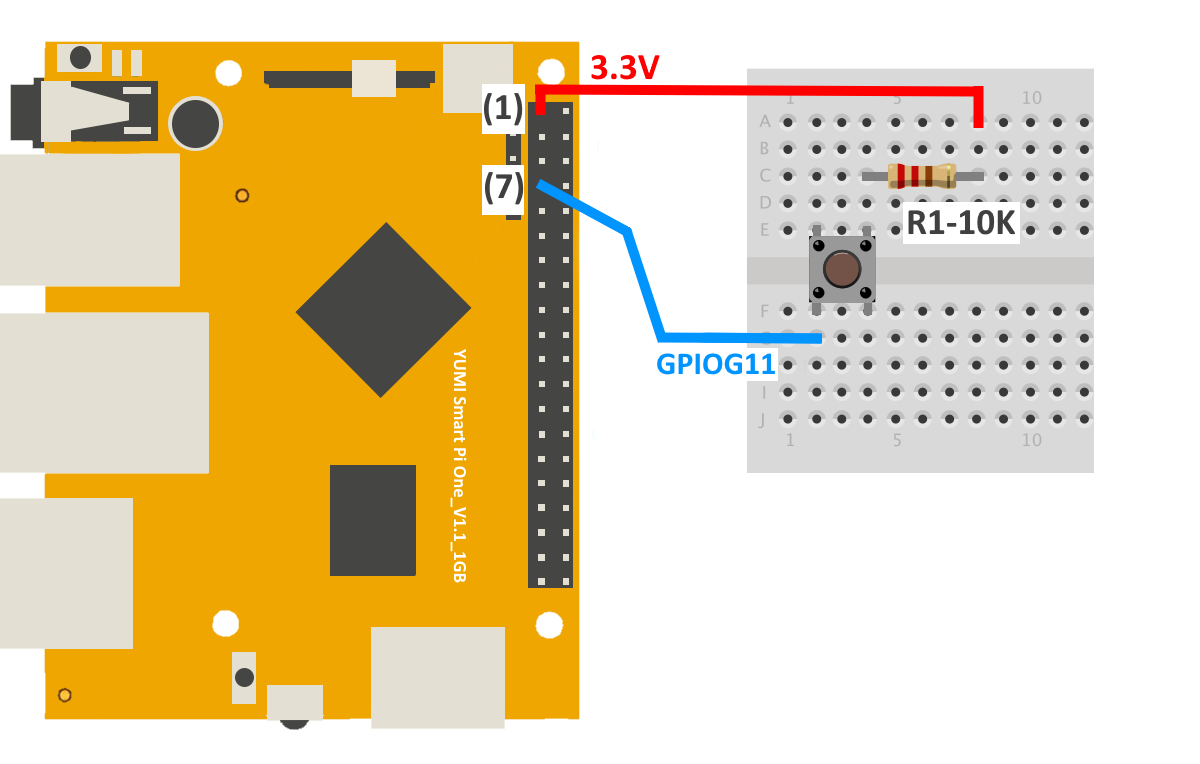 3.3V
(1)
(7)
1 5 10
A
B
C
D
E
R1-10K
F
GPIOG11
I
J
1 5 10
YUMI Smart Pi One_V1.1_1GB